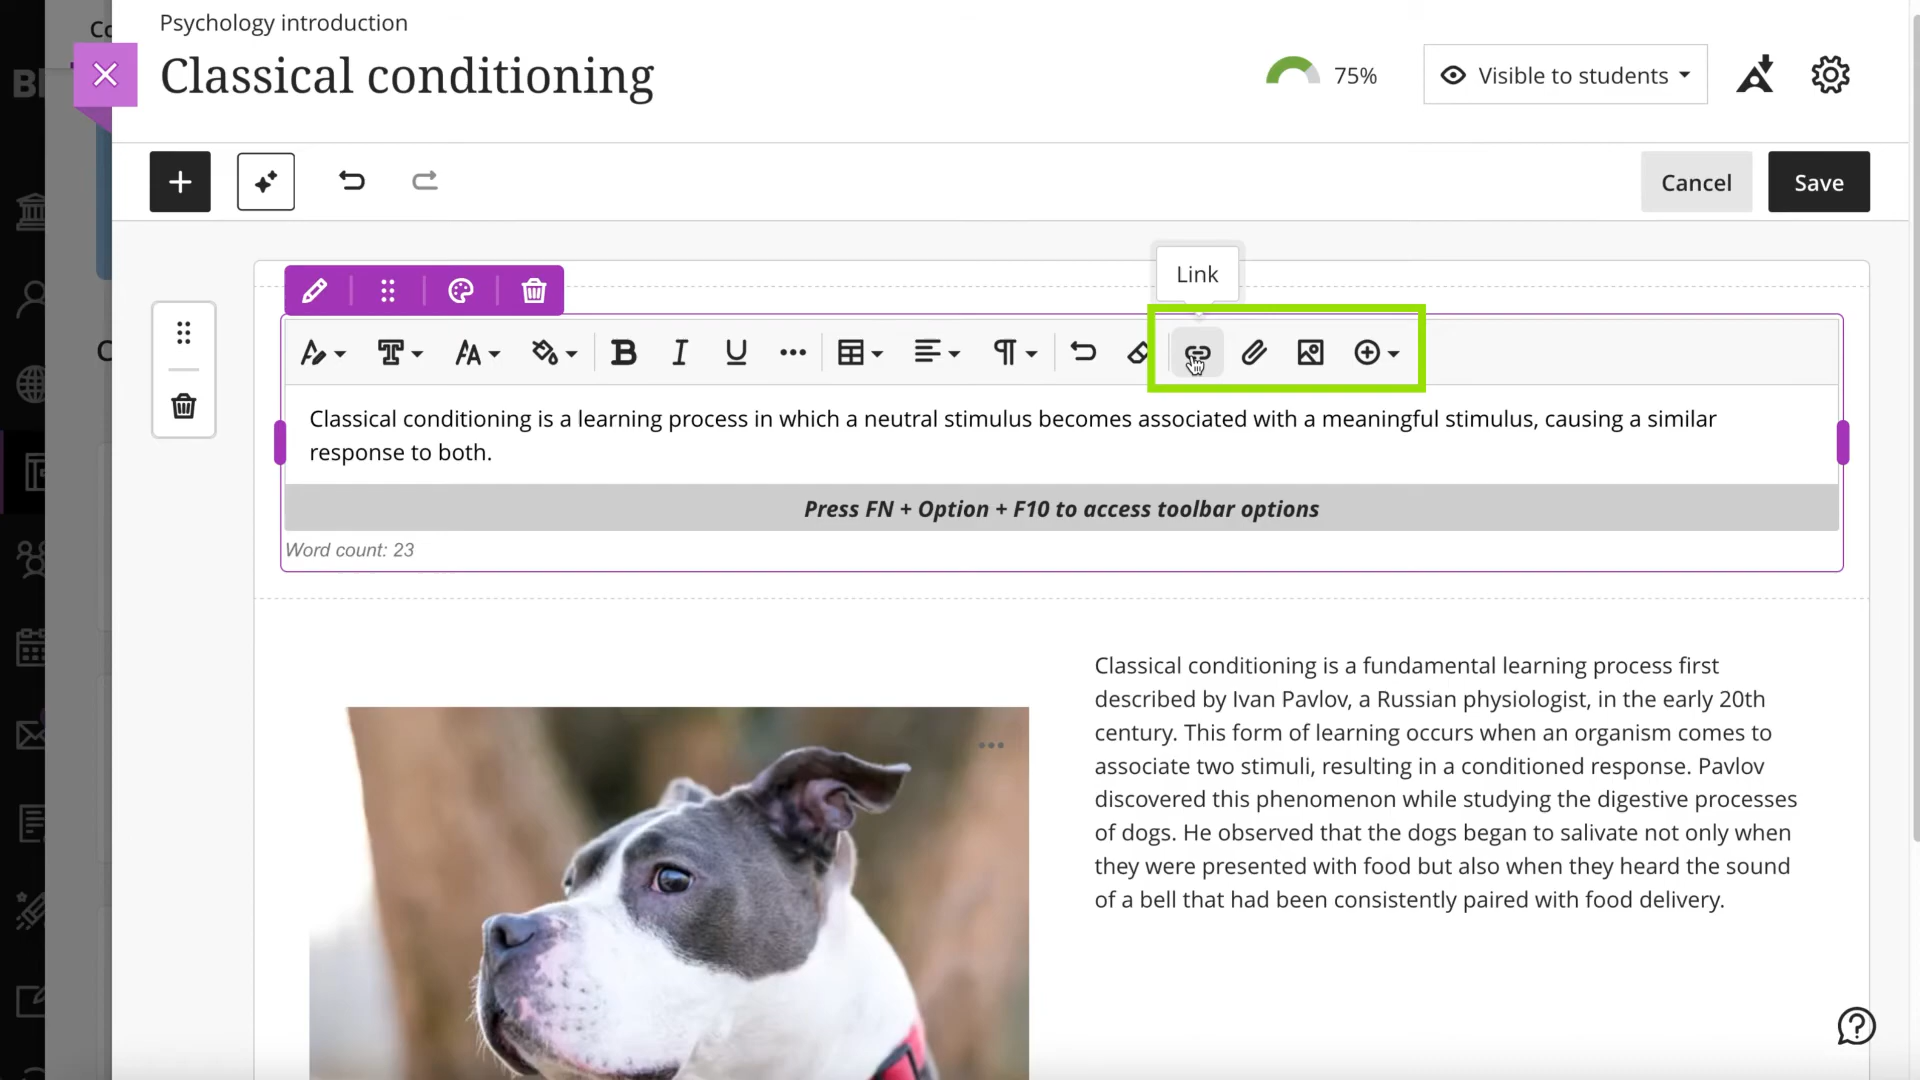 Psychology introduction
Classical conditioning
75%
Visible to students
Cancel
Save
Link
B I U
Classical conditioning is a learning process in which a neutral stimulus becomes associated with a meaningful stimulus, causing a similar
response to both.
Press FN + Option + F10 to access toolbar options
Word count: 23
Classical conditioning is a fundamental learning process first
described by Ivan Pavlov, a Russian physiologist, in the early 20th
century. This form of learning occurs when an organism comes to
associate two stimuli, resulting in a conditioned response. Pavlov
discovered this phenomenon while studying the digestive processes
of dogs. He observed that the dogs began to salivate not only when
they were presented with food but also when they heard the sound
of a bell that had been consistently paired with food delivery.